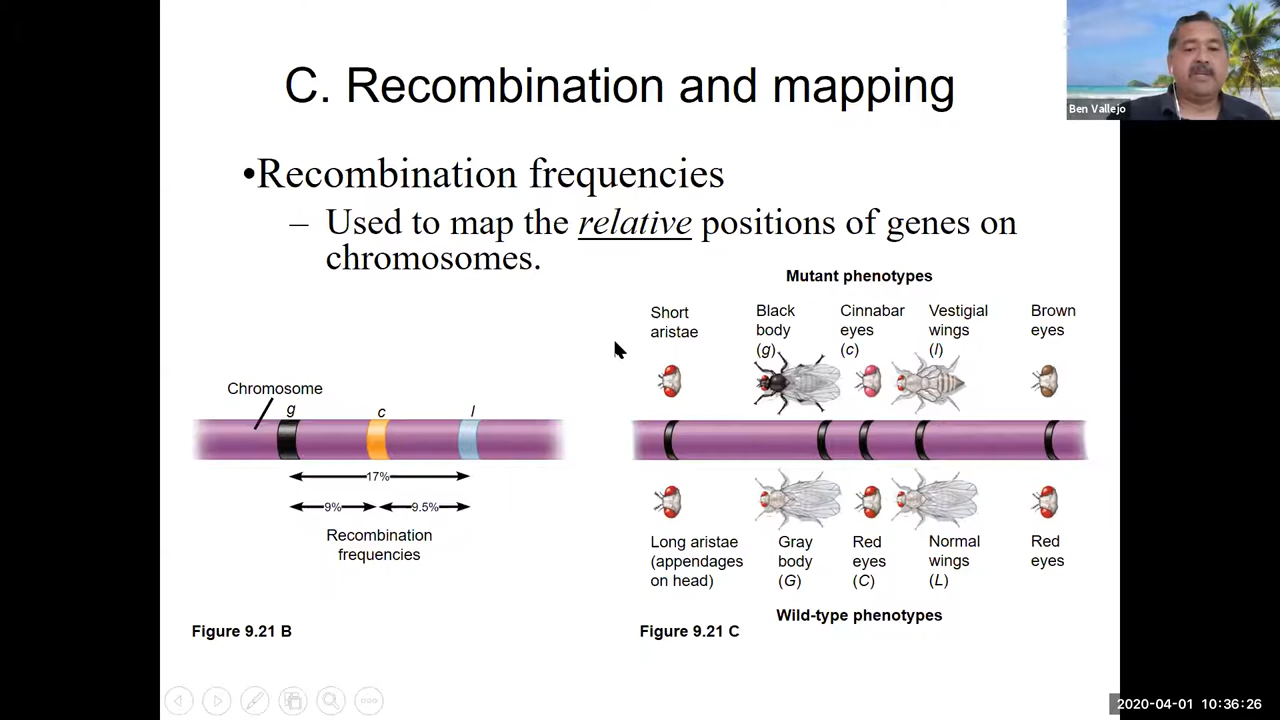 C. Recombination and mapping
Ben Vallejo
•Recombination frequencies
– Used to map the relative positions of genes on
chromosomes.
Chromosome
g
c
l
17%
9%
9.5%
Recombination
frequencies
Figure 9.21 B
Mutant phenotypes
Short
aristae
Black
body
(g)
Cinnabar
eyes
(c)
Vestigial
wings
(l)
Brown
eyes
Long aristae
(appendages
on head)
Gray
body
(G)
Red
eyes
(C)
Normal
wings
(L)
Red
eyes
Wild-type phenotypes
Figure 9.21 C
2020-04-01 10:36:26